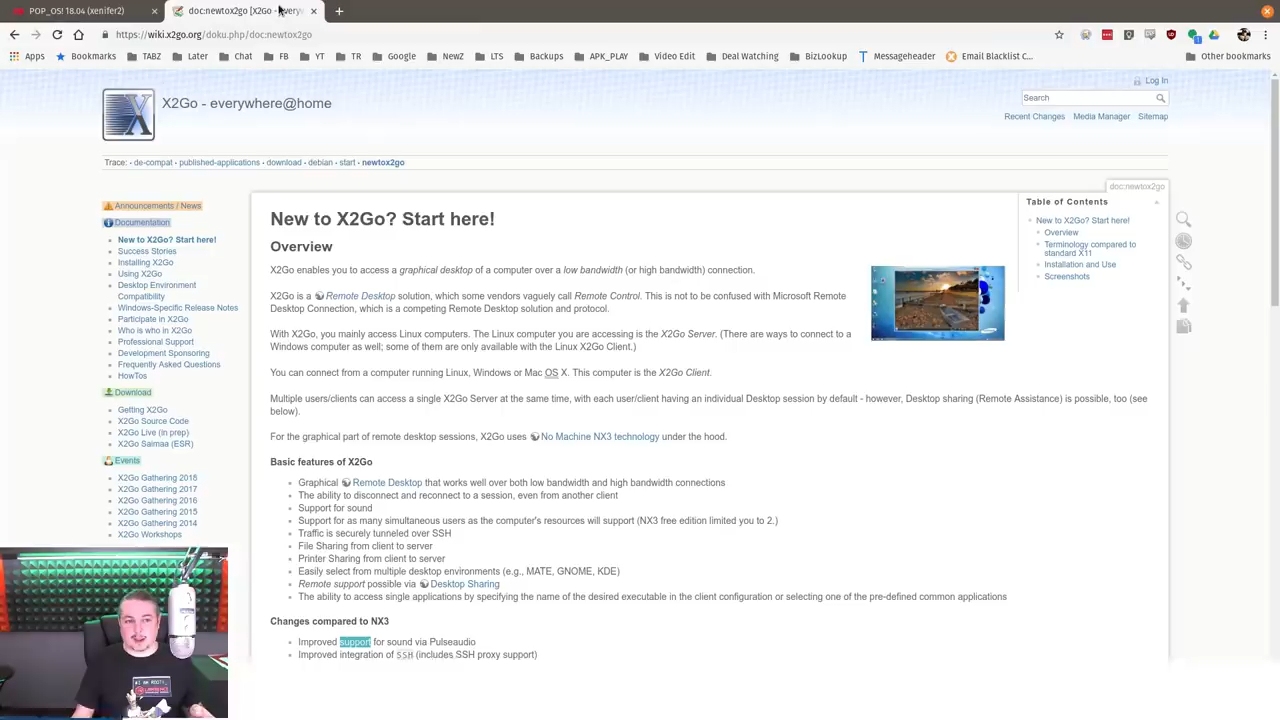 POP_OS! 18.04 (xenifer2)
doc:newtox2go [X2Go - every
https://wiki.x2go.org/doku.php/doc:newtox2go
Apps Bookmarks TABZ Later Chat FB YT TR Google NewZ LTS Backups APK_PLAY Video Edit Deal Watching BizLookup Messageheader Email Blacklist C... Other bookmarks
Log In
X2Go - everywhere@home
Search
Recent Changes Media Manager Sitemap
Trace: · de-compat · published-applications · download · debian · start · newtox2go
doc:newtox2go
Announcements / News
Documentation
New to X2Go? Start here!
Success Stories
Installing X2Go
Using X2Go
Desktop Environment
Compatibility
Windows-Specific Release Notes
Participate in X2Go
Who is who in X2Go
Professional Support
Development Sponsoring
Frequently Asked Questions
HowTos
Download
Getting X2Go
X2Go Source Code
X2Go Live (in prep)
X2Go Saimaa (ESR)
Events
X2Go Gathering 2018
X2Go Gathering 2017
X2Go Gathering 2016
X2Go Gathering 2015
X2Go Gathering 2014
X2Go Workshops
New to X2Go? Start here!
Overview
X2Go enables you to access a graphical desktop of a computer over a low bandwidth (or high bandwidth) connection.
X2Go is a Remote Desktop solution, which some vendors vaguely call Remote Control. This is not to be confused with Microsoft Remote
Desktop Connection, which is a competing Remote Desktop solution and protocol.
With X2Go, you mainly access Linux computers. The Linux computer you are accessing is the X2Go Server. (There are ways to connect to a
Windows computer as well; some of them are only available with the Linux X2Go Client.)
You can connect from a computer running Linux, Windows or Mac OS X. This computer is the X2Go Client.
Multiple users/clients can access a single X2Go Server at the same time, with each user/client having an individual Desktop session by default - however, Desktop sharing (Remote Assistance) is possible, too (see
below).
For the graphical part of remote desktop sessions, X2Go uses No Machine NX3 technology under the hood.
Basic features of X2Go
Graphical Remote Desktop that works well over both low bandwidth and high bandwidth connections
The ability to disconnect and reconnect to a session, even from another client
Support for sound
Support for as many simultaneous users as the computer's resources will support (NX3 free edition limited you to 2.)
Traffic is securely tunneled over SSH
File Sharing from client to server
Printer Sharing from client to server
Easily select from multiple desktop environments (e.g., MATE, GNOME, KDE)
Remote support possible via Desktop Sharing
The ability to access single applications by specifying the name of the desired executable in the client configuration or selecting one of the pre-defined common applications
Changes compared to NX3
Improved support for sound via Pulseaudio
Improved integration of SSH (includes SSH proxy support)
Table of Contents
New to X2Go? Start here!
Overview
Terminology compared to
standard X11
Installation and Use
Screenshots